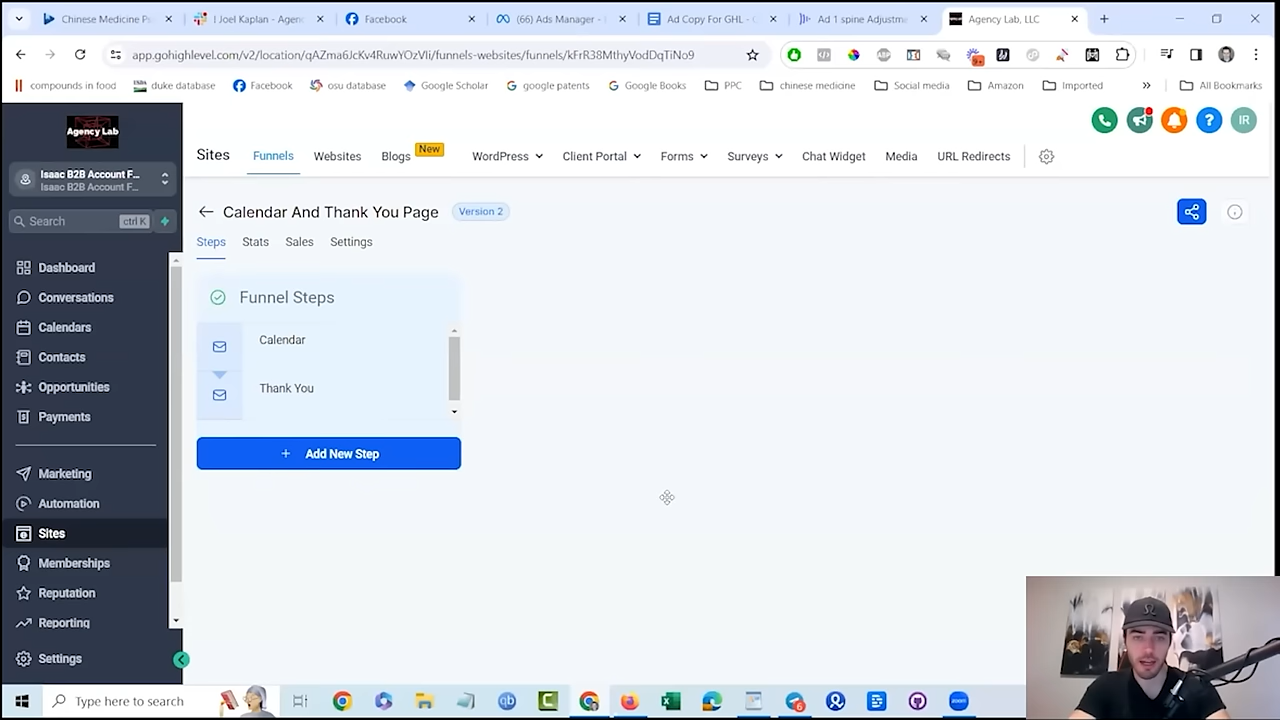 Chinese Medicine Ps
! Joel Kaplan - Agenc
Facebook
(66) Ads Manager -
Ad Copy For GHL -
Ad 1 spine Adjustme
Agency Lab, LLC
app.gohighlevel.com/v2/location/qAZma6JcKv4RuwYOzVIj/funnels-websites/funnels/kFrR38MthyVodDqTiNo9
compounds in food
duke database
Facebook
osu database
Google Scholar
google patents
Google Books
PPC
chinese medicine
Social media
Amazon
Imported
All Bookmarks
Agency Lab
Isaac B2B Account F...
Isaac B2B Account F...
Search
ctrl K
Dashboard
Conversations
Calendars
Contacts
Opportunities
Payments
Marketing
Automation
Sites
Memberships
Reputation
Reporting
Settings
IR
Sites
Funnels
Websites
Blogs
New
WordPress
Client Portal
Forms
Surveys
Chat Widget
Media
URL Redirects
Calendar And Thank You Page
Version 2
Steps
Stats
Sales
Settings
Funnel Steps
Calendar
Thank You
+ Add New Step
Type here to search